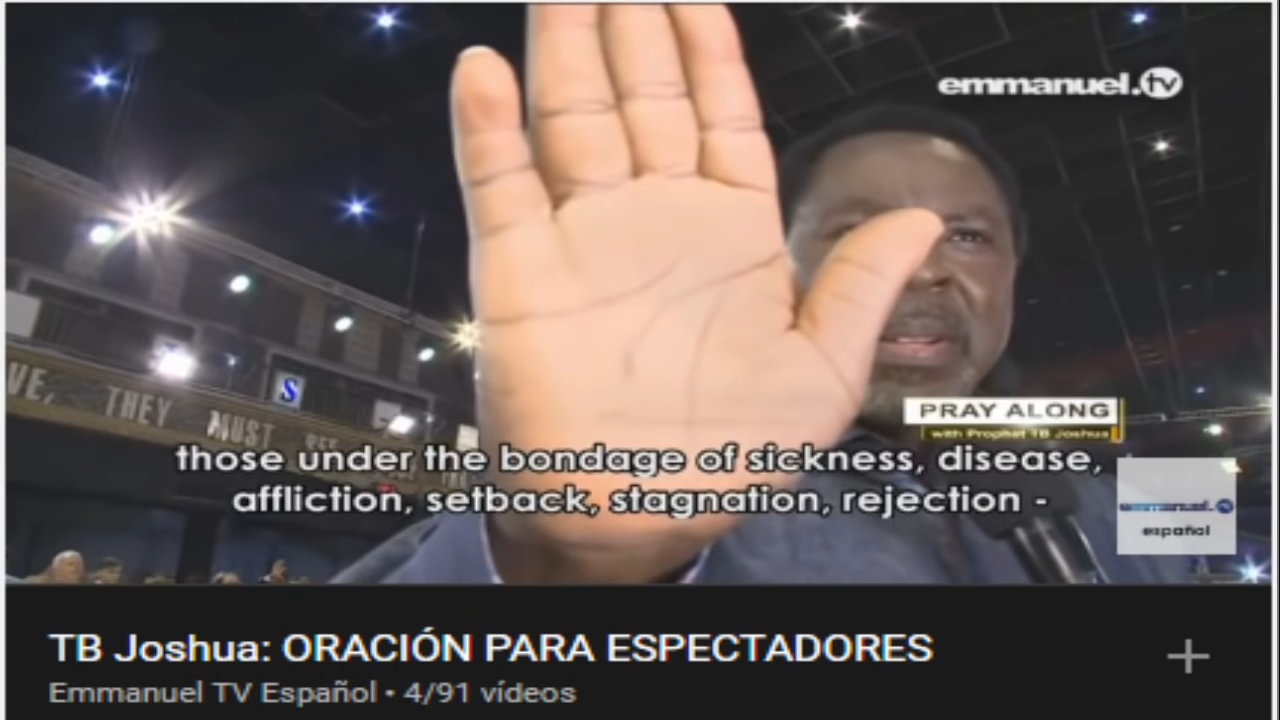 emmanuel.tv
VE, THEY MUST
PRAY ALONG
with Prophet TB Joshua
those under the bondage of sickness, disease,
affliction, setback, stagnation, rejection -
emmanuel.tv
español
S
TB Joshua: ORACIÓN PARA ESPECTADORES
Emmanuel TV Español • 4/91 vídeos